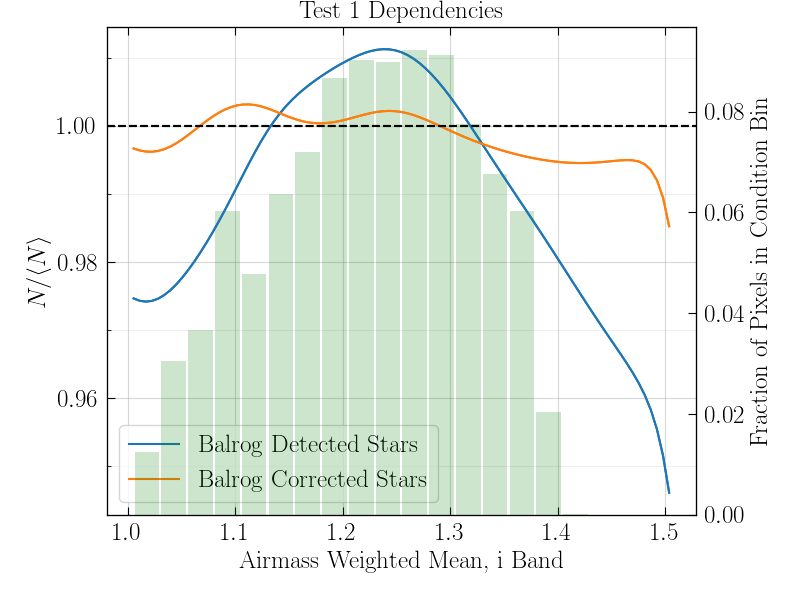 Test 1 Dependencies
N/⟨N⟩
1.00
0.98
0.96
0.08
0.06
0.04
0.02
0.00
Fraction of Pixels in Condition Bin
Balrog Detected Stars
Balrog Corrected Stars
1.0 1.1 1.2 1.3 1.4 1.5
Airmass Weighted Mean, i Band